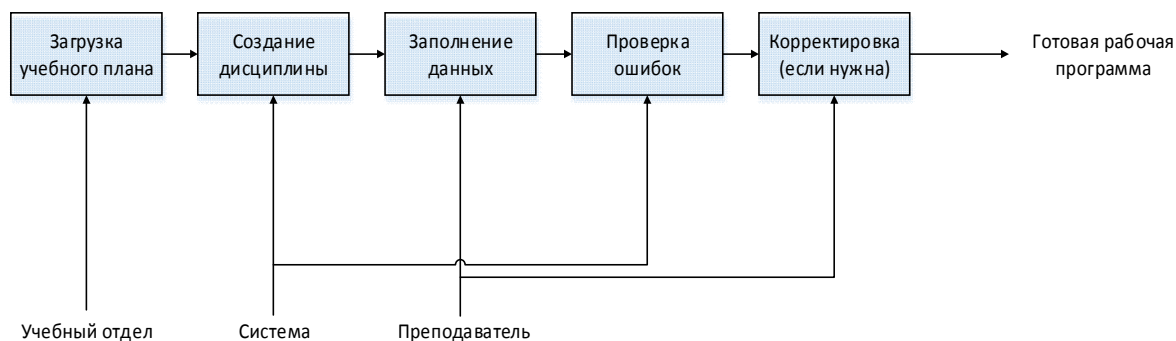 Загрузка
учебного плана
Создание
дисциплины
Заполнение
данных
Проверка
ошибок
Корректировка
(если нужна)
Готовая рабочая
программа
Учебный отдел
Система
Преподаватель